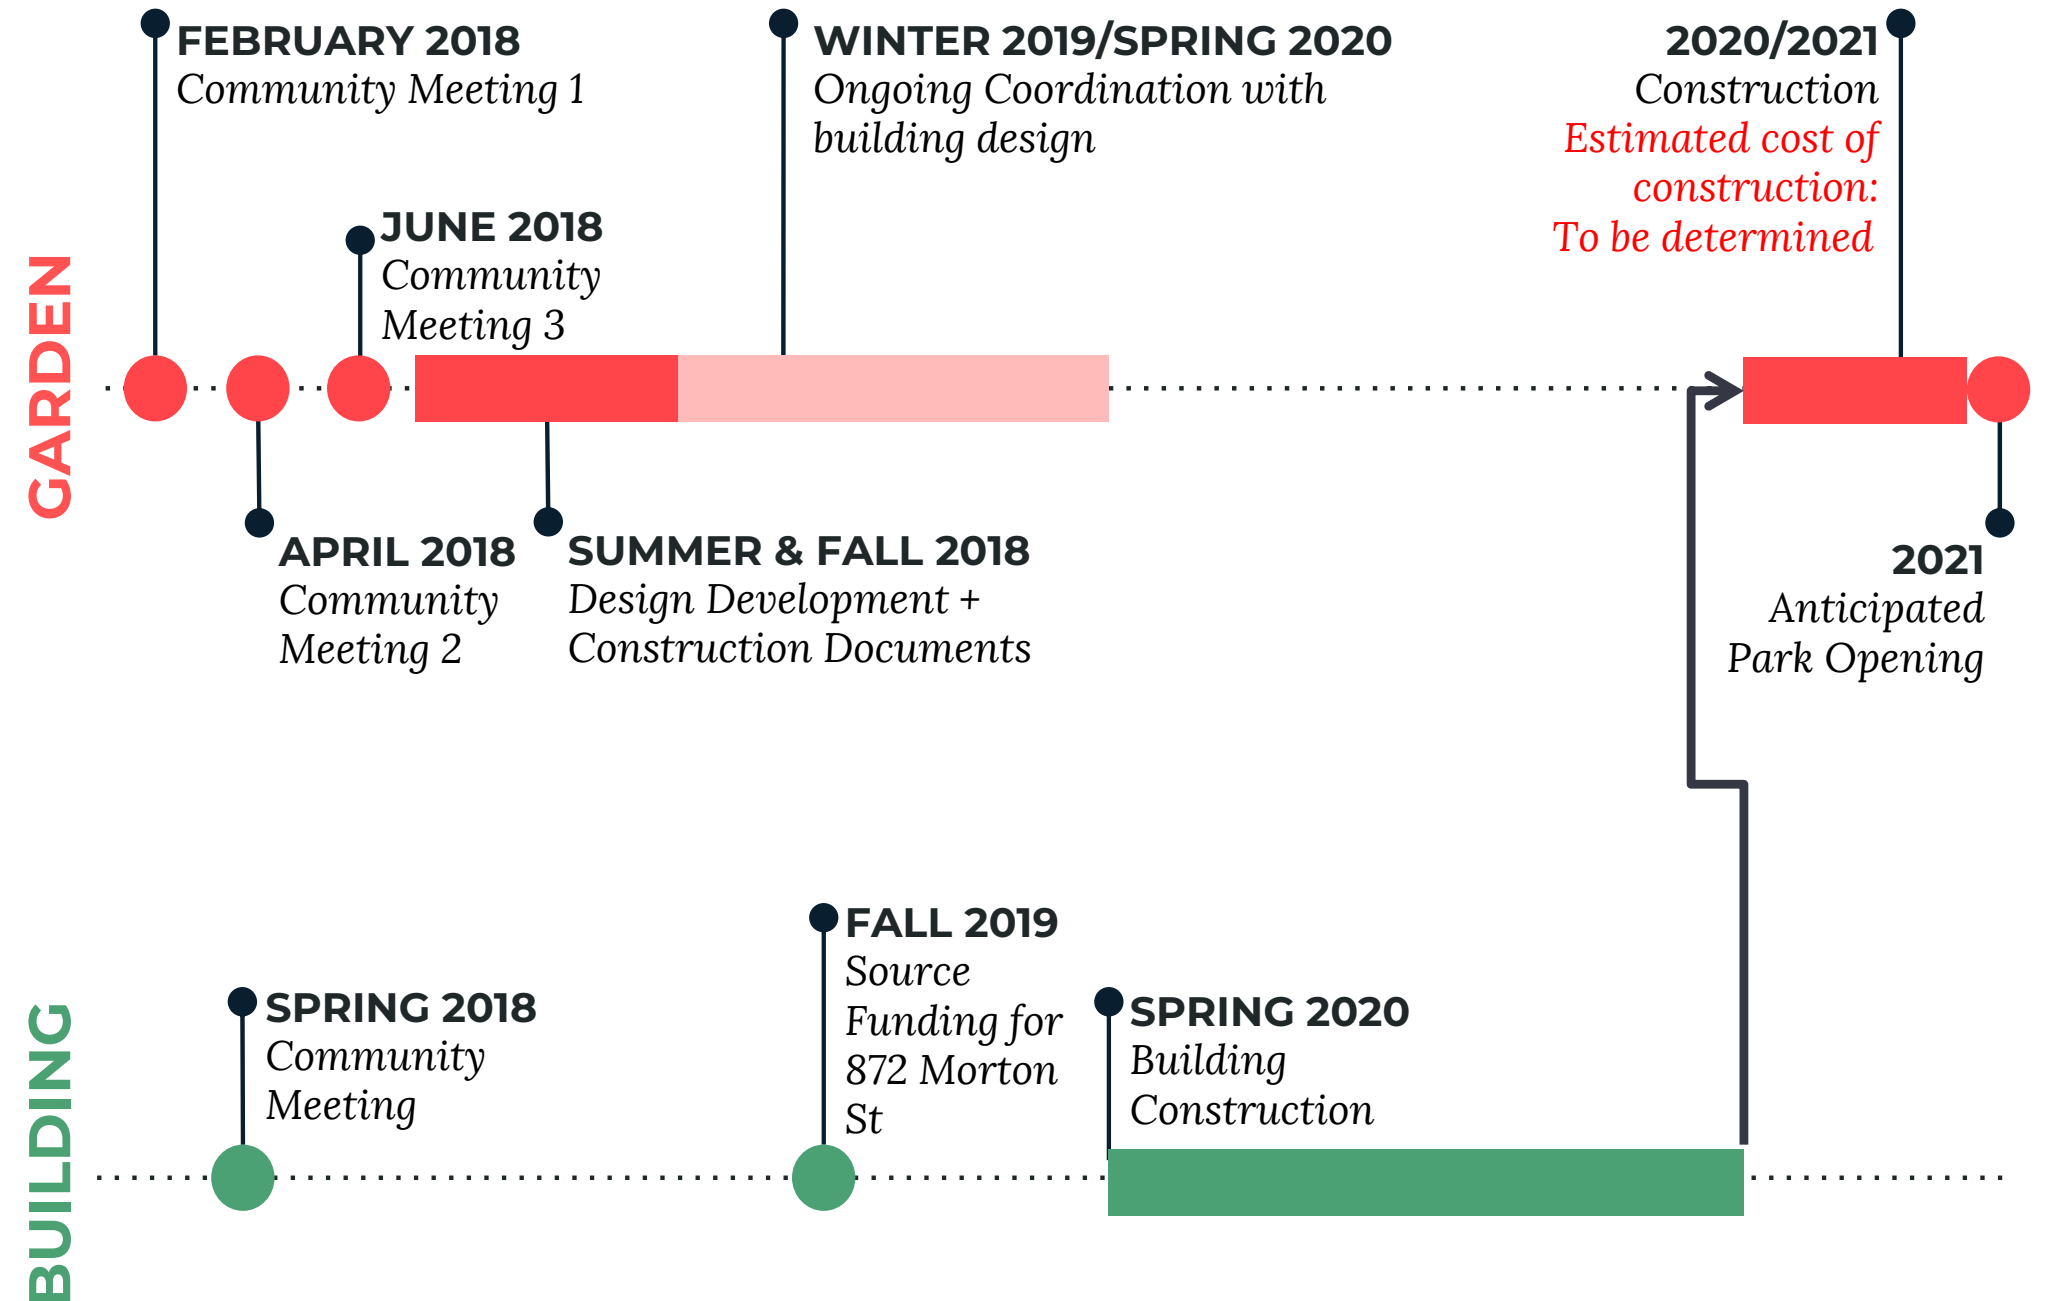 GARDEN
FEBRUARY 2018
Community Meeting 1
JUNE 2018
Community
Meeting 3
WINTER 2019/SPRING 2020
Ongoing Coordination with
building design
2020/2021
Construction
Estimated cost of
construction:
To be determined
APRIL 2018
Community
Meeting 2
SUMMER & FALL 2018
Design Development +
Construction Documents
2021
Anticipated
Park Opening
BUILDING
SPRING 2018
Community
Meeting
FALL 2019
Source
Funding for
872 Morton
St
SPRING 2020
Building
Construction